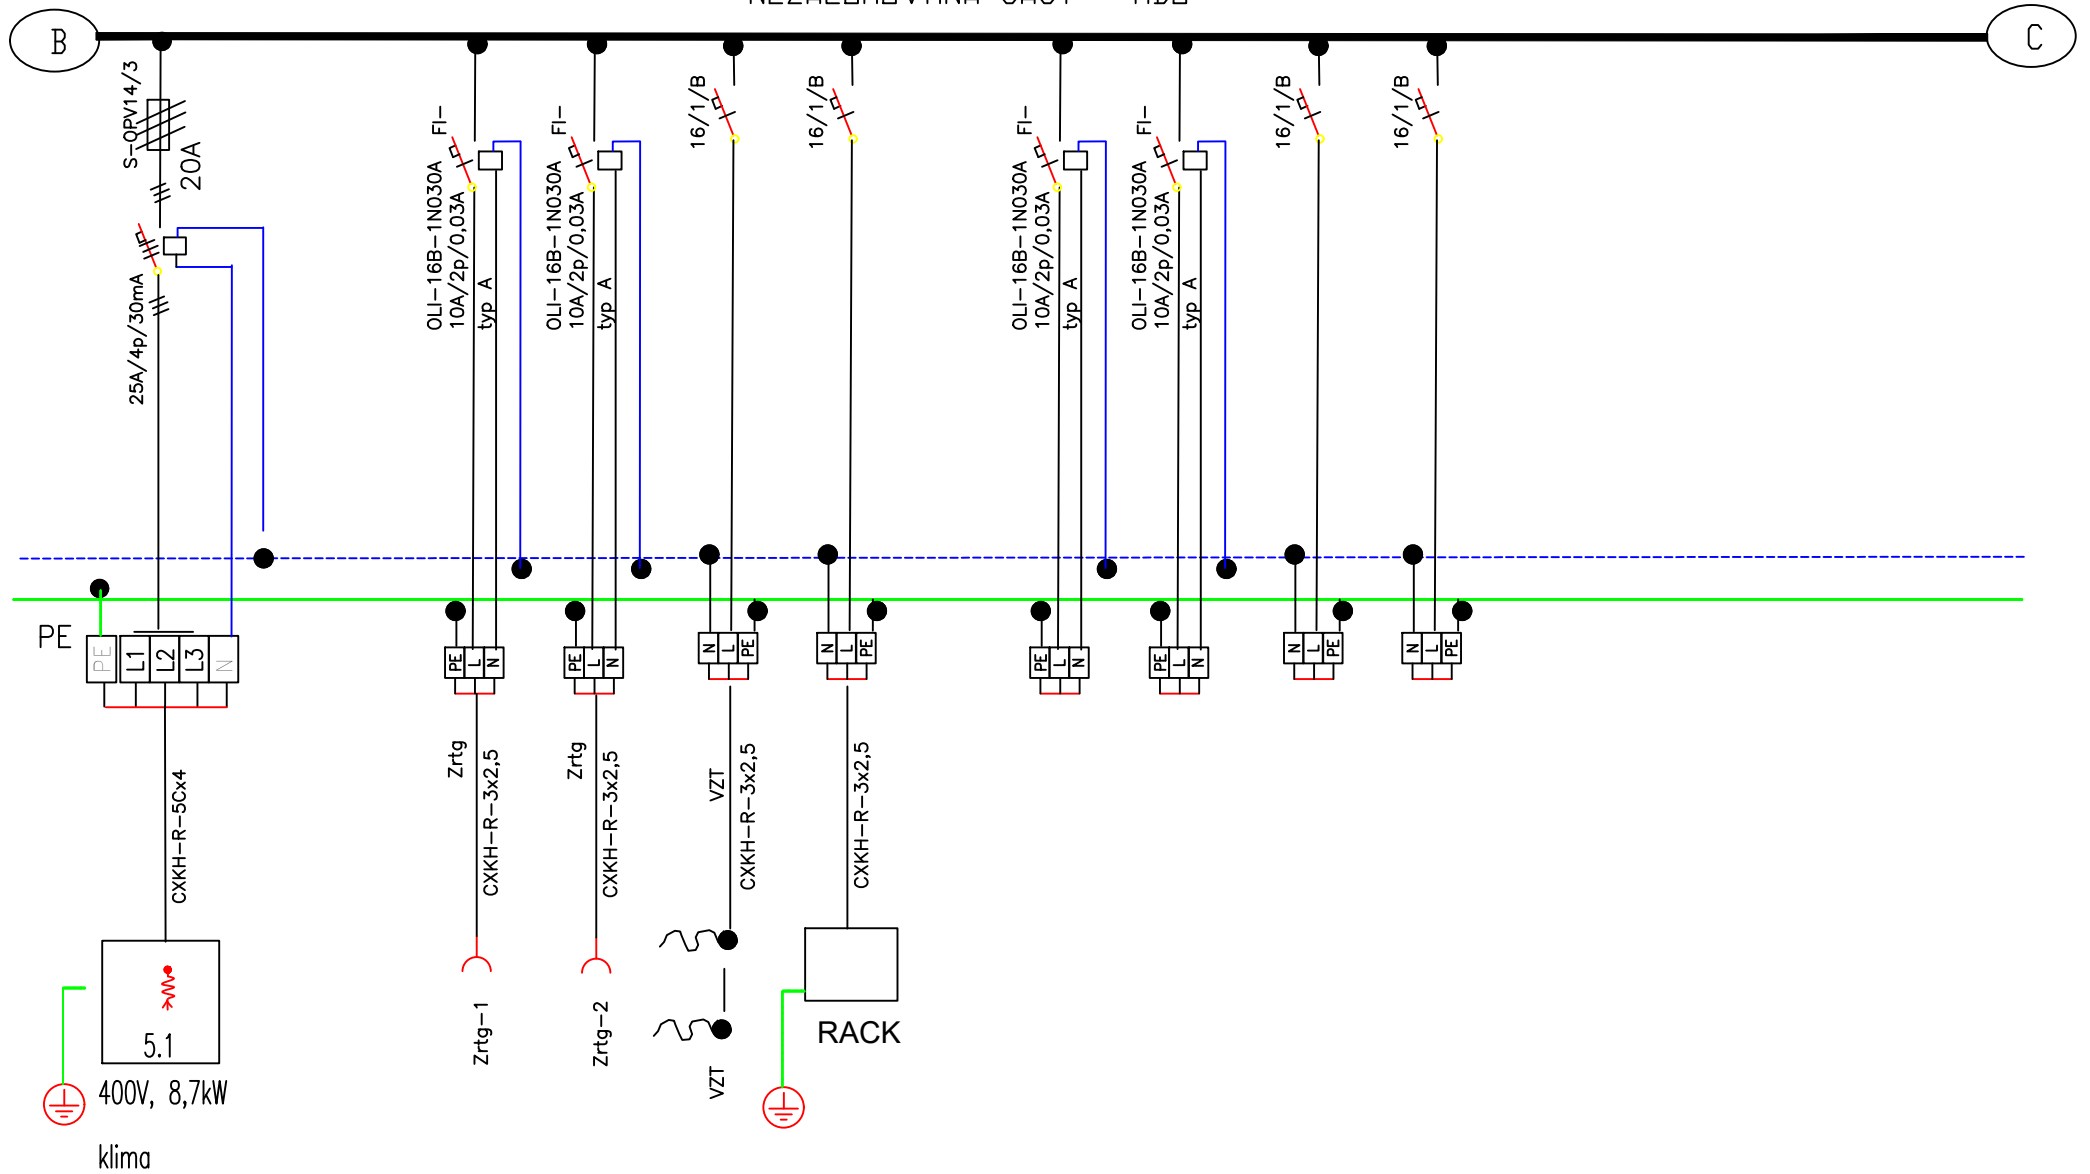 B
C
S-OPV14/3
20A
25A/4p/30mA
FI-
OLI-16B-1N030A
10A/2p/0,03A
typ A
FI-
OLI-16B-1N030A
10A/2p/0,03A
typ A
16/1/B
16/1/B
FI-
OLI-16B-1N030A
10A/2p/0,03A
typ A
FI-
OLI-16B-1N030A
10A/2p/0,03A
typ A
16/1/B
16/1/B
PE
PE L1 L2 L3 N
PE L N
PE L N
N L PE
N L PE
PE L N
PE L N
N L PE
N L PE
CXKH-R-5Cx4
Zrtg
CXKH-R-3x2,5
Zrtg
CXKH-R-3x2,5
VZT
CXKH-R-3x2,5
CXKH-R-3x2,5
5.1
400V, 8,7kW
klima
Zrtg-1
Zrtg-2
VZT
RACK